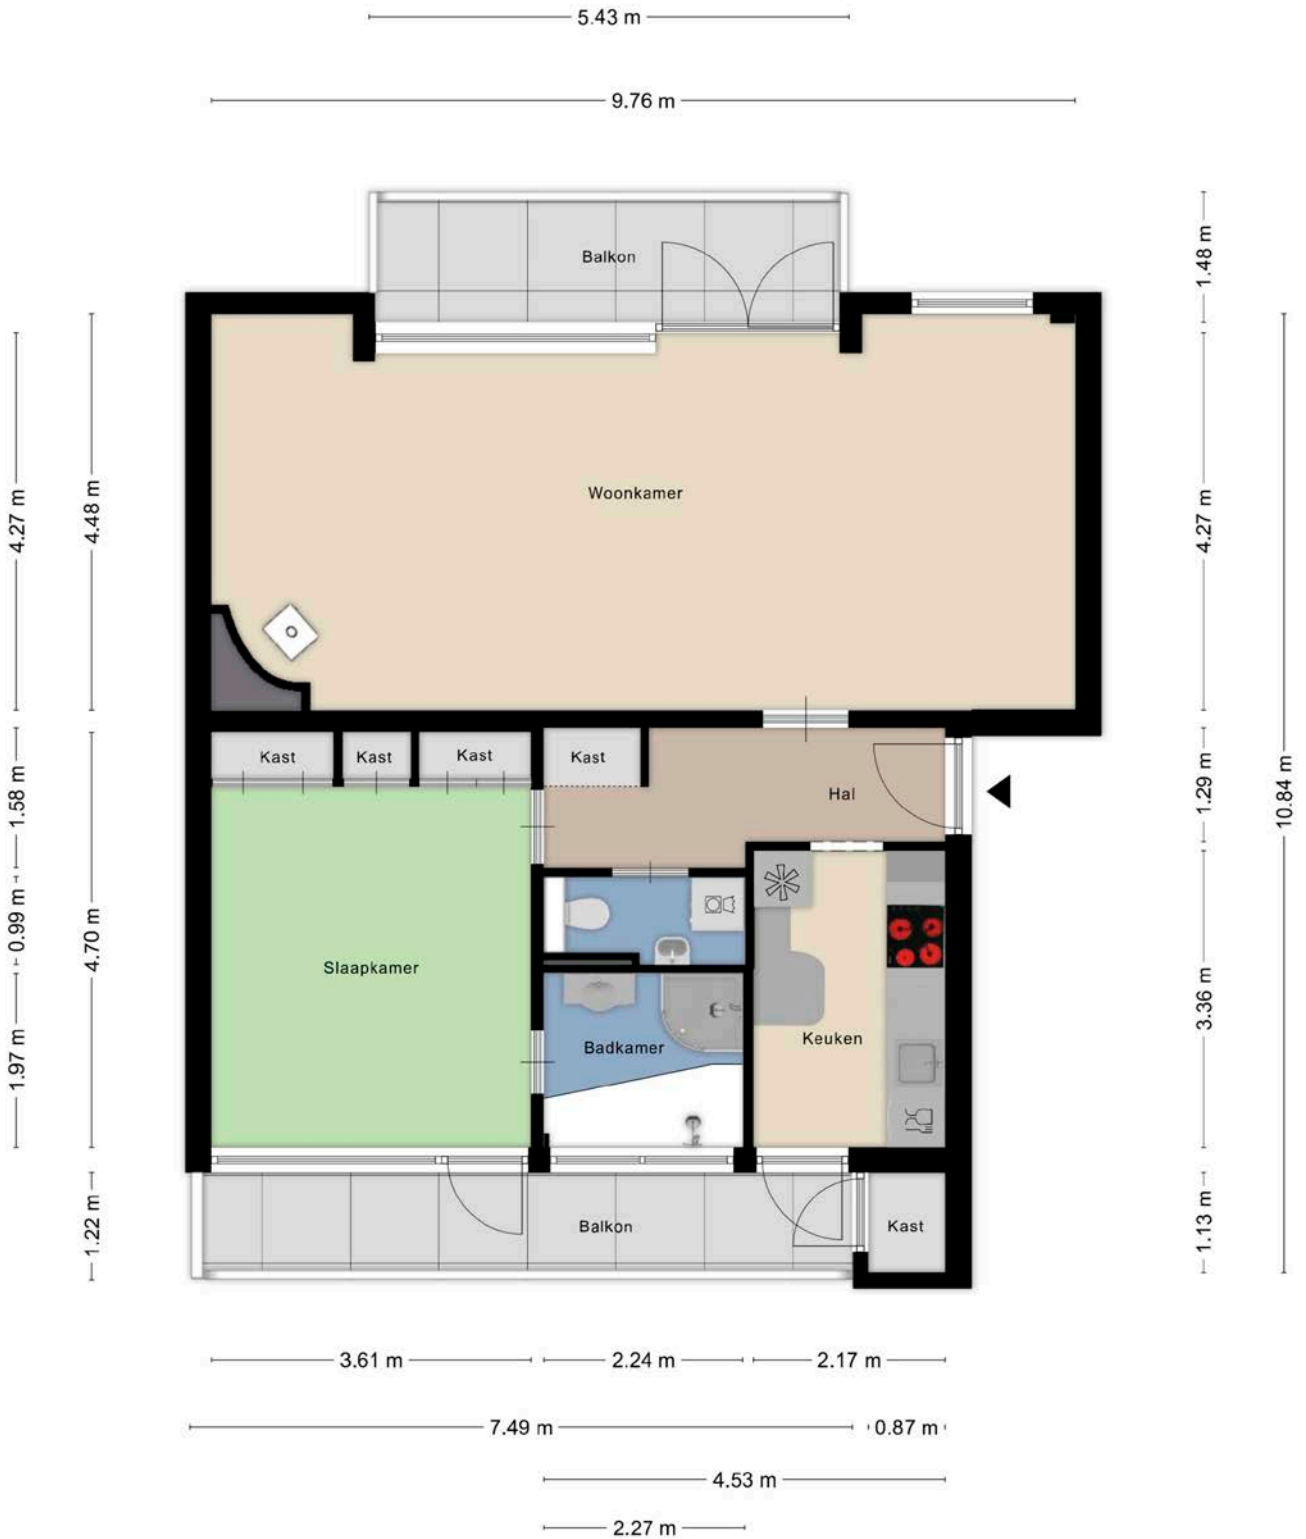 5.43 m
9.76 m
Balkon
1.48 m
Woonkamer
4.27 m
4.48 m
4.27 m
10.84 m
Kast
Kast
Kast
Kast
Hal
1.58 m
1.29 m
0.99 m
4.70 m
Slaapkamer
3.36 m
Keuken
Badkamer
1.97 m
Balkon
Kast
1.22 m
1.13 m
3.61 m
2.24 m
2.17 m
7.49 m
0.87 m
4.53 m
2.27 m